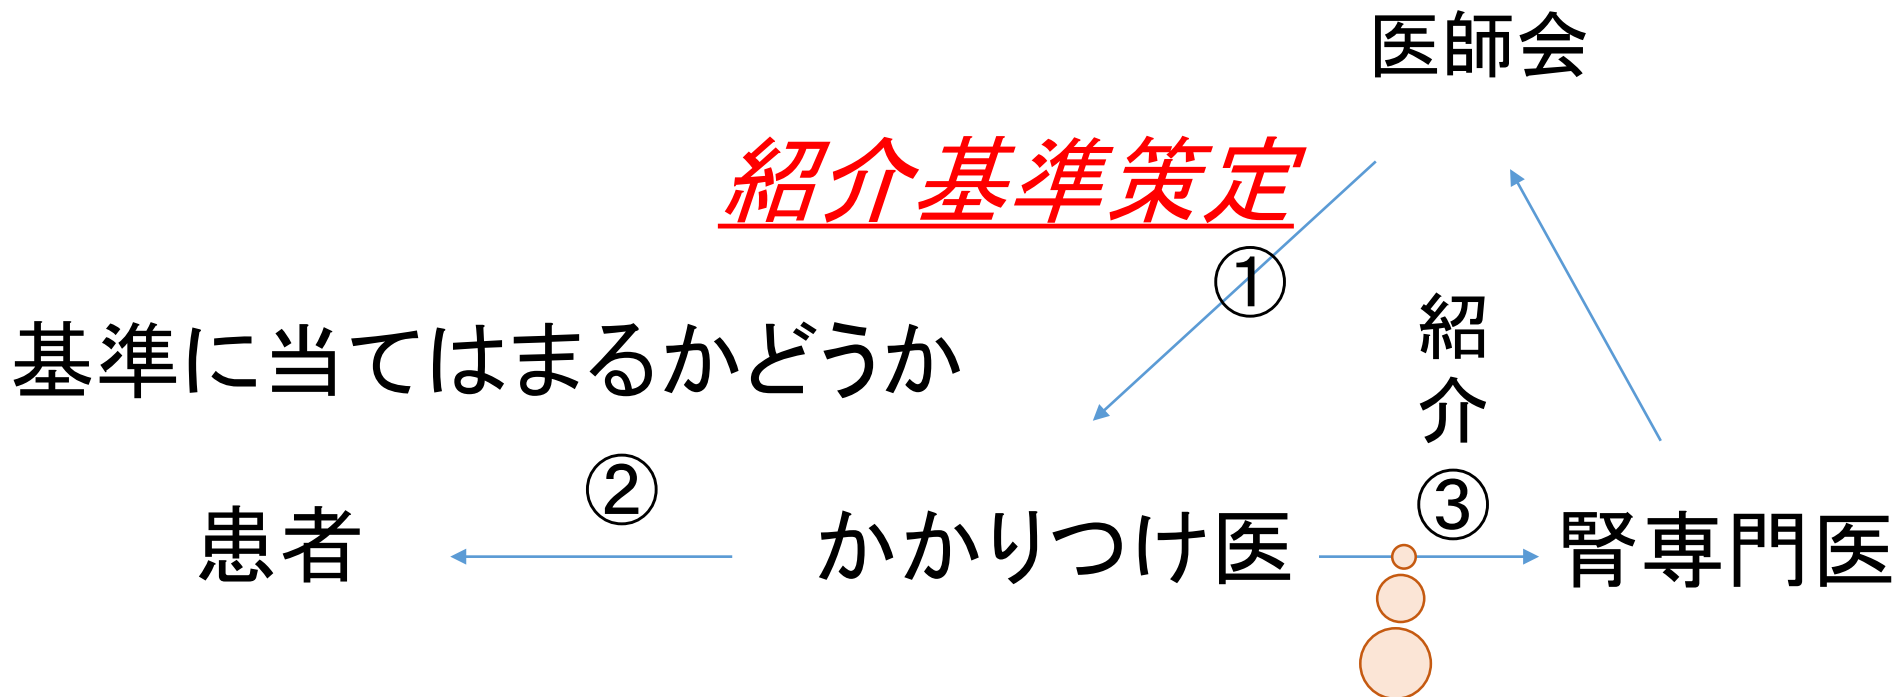 医師会
紹介基準策定
①
紹介
基準に当てはまるかどうか
②
③
患者
かかりつけ医
腎専門医